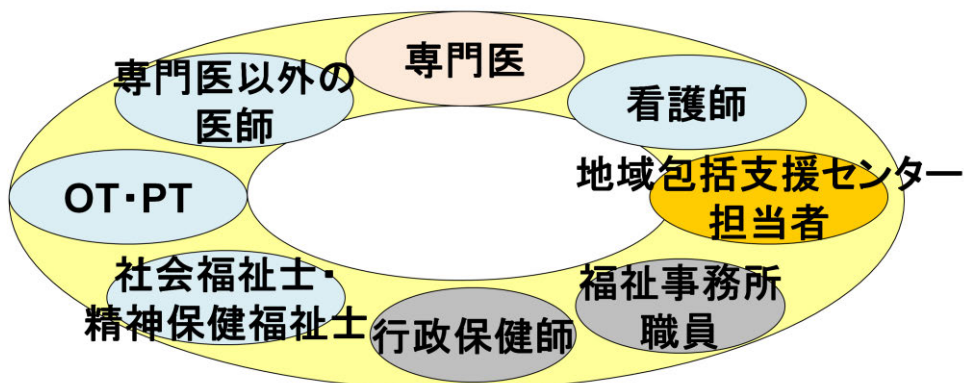 専門医
専門医以外の
医師
看護師
OT・PT
地域包括支援センター
担当者
社会福祉士・
精神保健福祉士
福祉事務所
職員
行政保健師